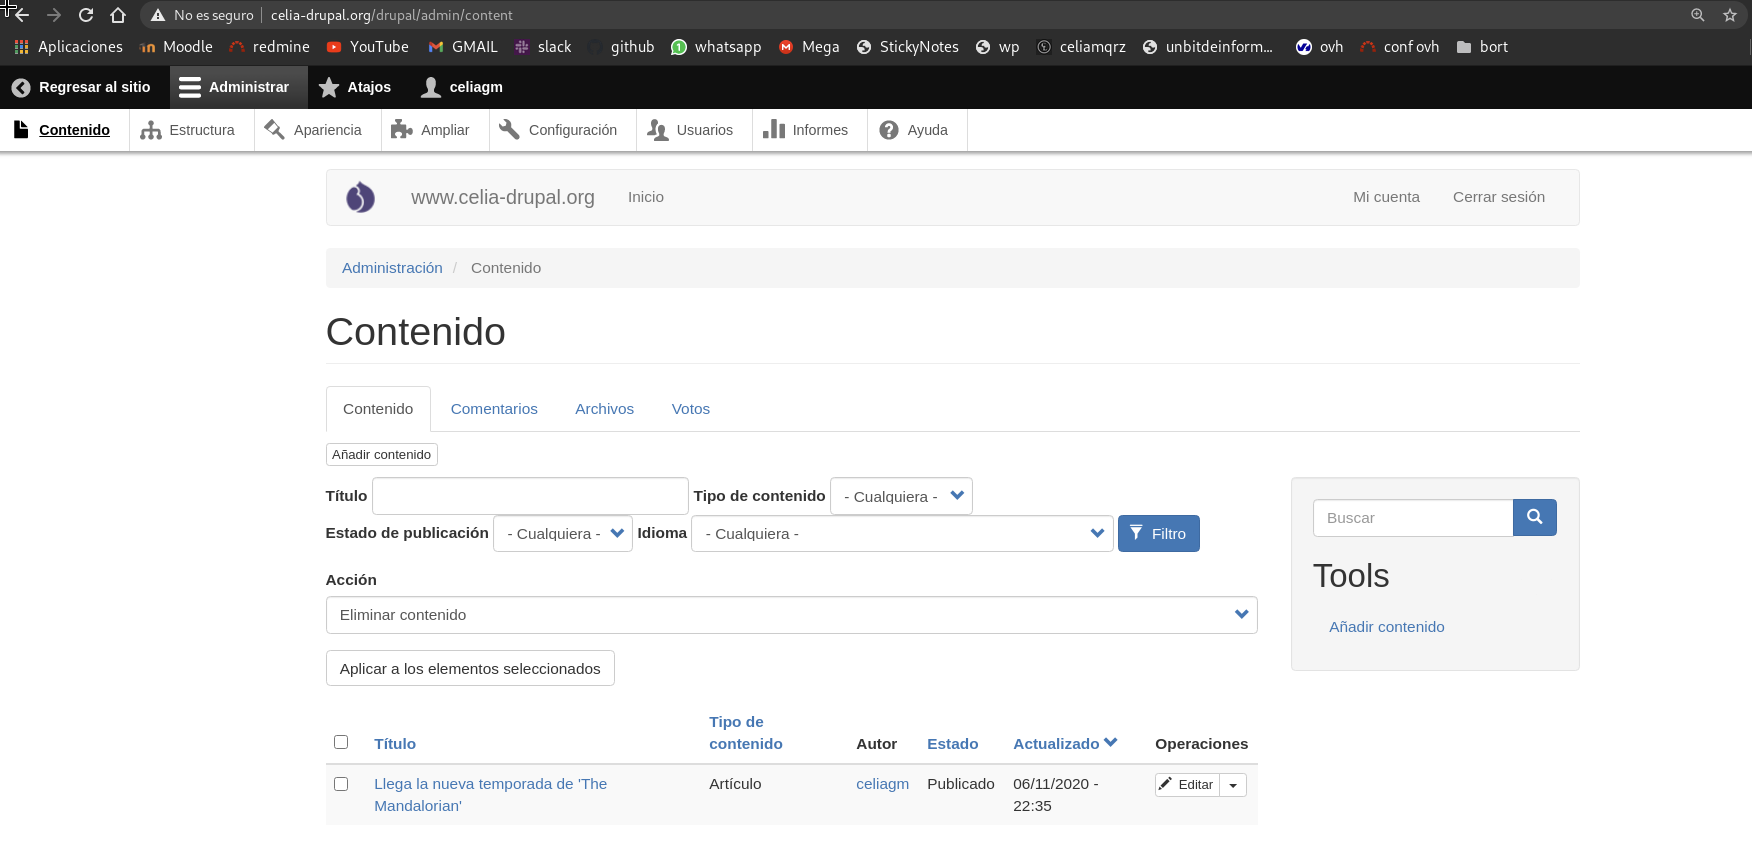 No es seguro celia-drupal.org/drupal/admin/content
Aplicaciones Moodle redmine YouTube GMAIL slack github whatsapp Mega StickyNotes wp celiamqrz unbitdeinform... ovh conf ovh bort
Regresar al sitio Administrar Atajos celiagm
Contenido Estructura Apariencia Ampliar Configuración Usuarios Informes Ayuda
www.celia-drupal.org Inicio Mi cuenta Cerrar sesión
Administración / Contenido
Contenido
Contenido Comentarios Archivos Votos
Añadir contenido
Título Tipo de contenido - Cualquiera -
Estado de publicación - Cualquiera - Idioma - Cualquiera - Filtro
Acción
Eliminar contenido
Aplicar a los elementos seleccionados
Buscar
Tools
Añadir contenido
Título Tipo de contenido Autor Estado Actualizado Operaciones
Llega la nueva temporada de 'The Artículo celiagm Publicado 06/11/2020 - Editar
Mandalorian' 22:35